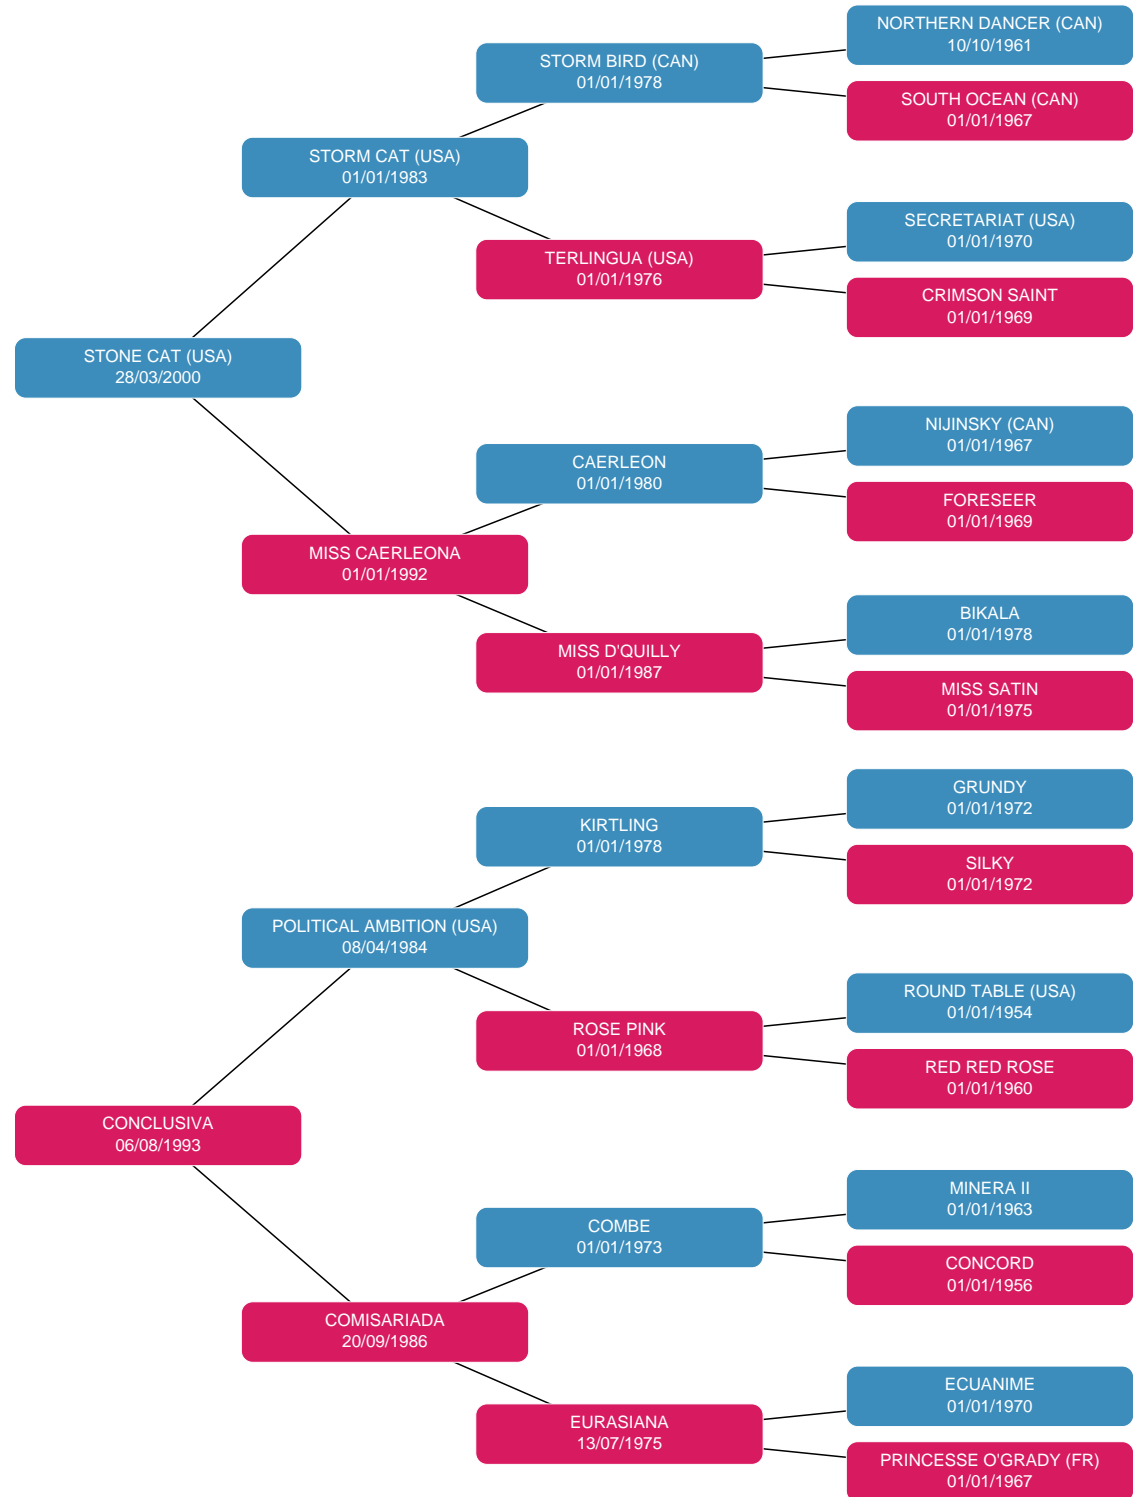 NORTHERN DANCER (CAN)
10/10/1961
STORM BIRD (CAN)
01/01/1978
SOUTH OCEAN (CAN)
01/01/1967
STORM CAT (USA)
01/01/1983
SECRETARIAT (USA)
01/01/1970
TERLINGUA (USA)
01/01/1976
CRIMSON SAINT
01/01/1969
STONE CAT (USA)
28/03/2000
NIJINSKY (CAN)
01/01/1967
CAERLEON
01/01/1980
FORESEER
01/01/1969
MISS CAERLEONA
01/01/1992
BIKALA
01/01/1978
MISS D'QUILLY
01/01/1987
MISS SATIN
01/01/1975
GRUNDY
01/01/1972
KIRTLING
01/01/1978
SILKY
01/01/1972
POLITICAL AMBITION (USA)
08/04/1984
ROUND TABLE (USA)
01/01/1954
ROSE PINK
01/01/1968
RED RED ROSE
01/01/1960
CONCLUSIVA
06/08/1993
MINERA II
01/01/1963
COMBE
01/01/1973
CONCORD
01/01/1956
COMISARIADA
20/09/1986
ECUANIME
01/01/1970
EURASIANA
13/07/1975
PRINCESSE O'GRADY (FR)
01/01/1967